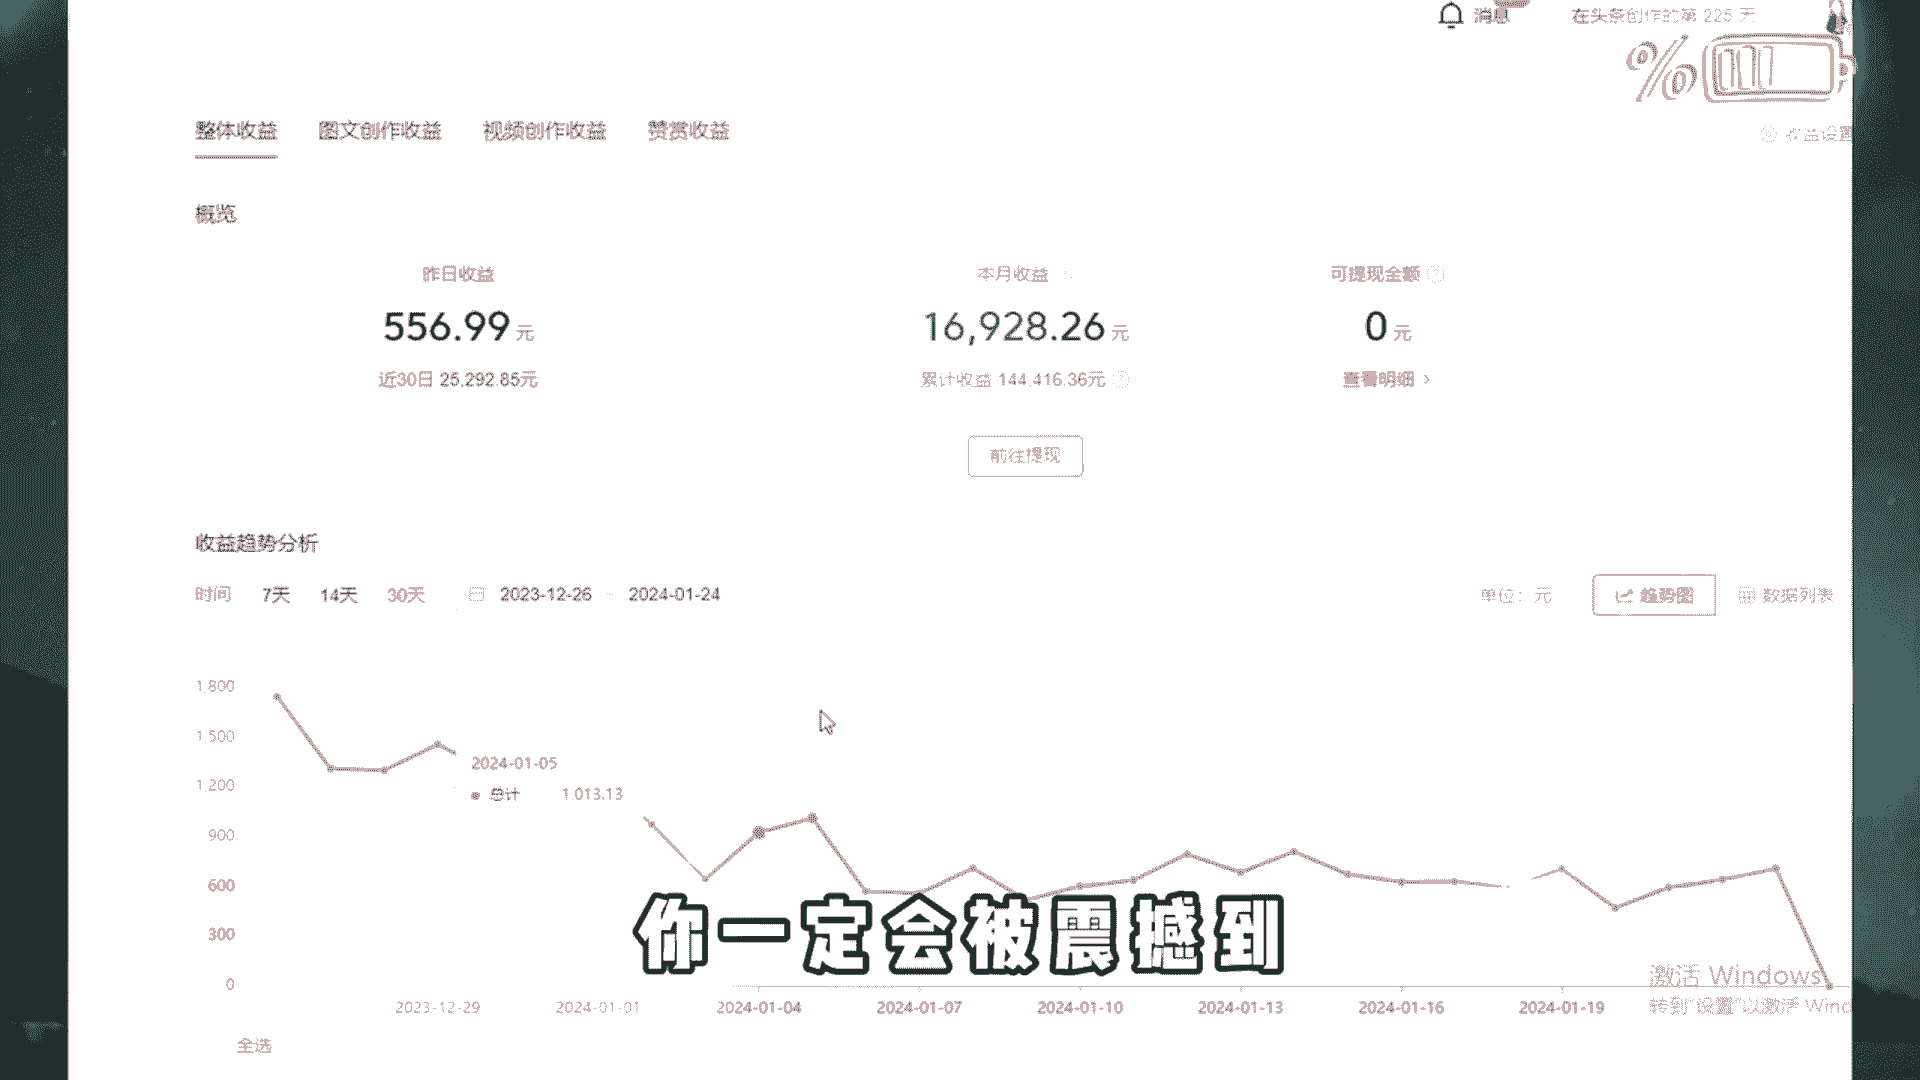 消息 在头条创作的第 225 天
%
整体收益 图文创作收益 视频创作收益 赞赏收益 收益设置
概览
昨日收益 本月收益 可提现金额
556.99 元 16,928.26 元 0 元
近30日 25,292.85元 累计收益 144,416.36元 查看明细 >
前往提现
收益趋势分析
时间 7天 14天 30天 2023-12-26 - 2024-01-24 单位：元 趋势图 数据列表
1,800
1,500
2024-01-05
1,200 总计 1,013.13
900
600
300
0
你一定会被震撼到
激活 Windows
转到“设置”以激活 Wind
2023-12-29 2024-01-01 2024-01-04 2024-01-07 2024-01-10 2024-01-13 2024-01-16 2024-01-19
全选